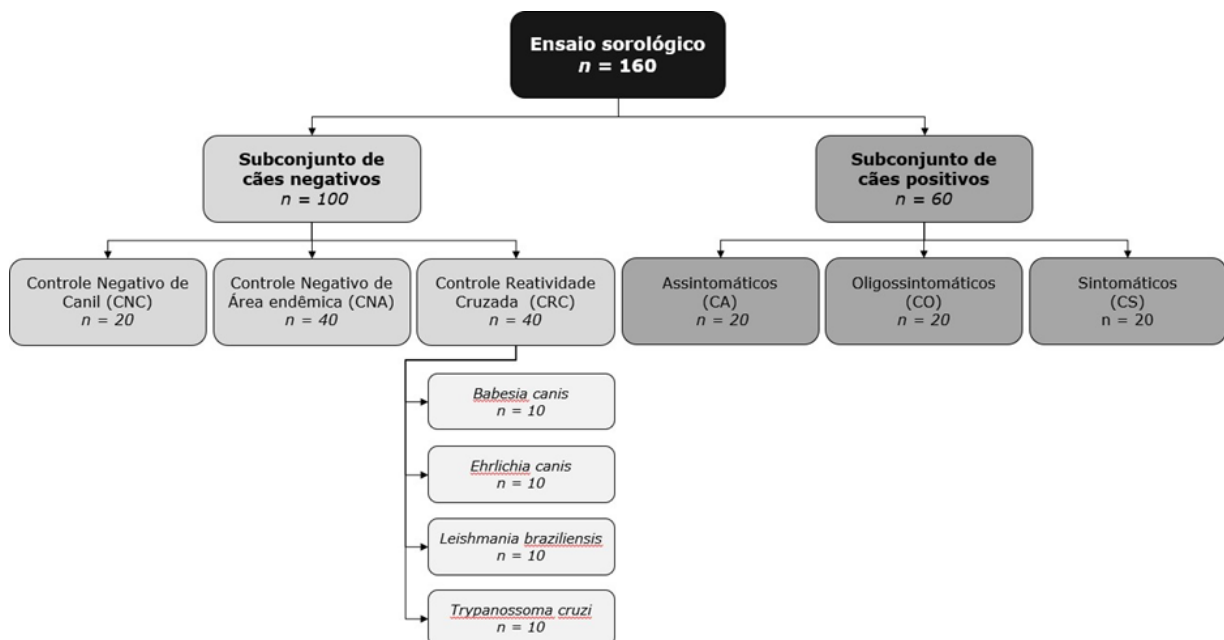 Ensaio sorológico
n = 160
Subconjunto de
cães negativos
n = 100
Subconjunto de
cães positivos
n = 60
Controle Negativo de
Canil (CNC)
n = 20
Controle Negativo de
Área endêmica (CNA)
n = 40
Controle Reatividade
Cruzada (CRC)
n = 40
Assintomáticos
(CA)
n = 20
Oligossintomáticos
(CO)
n = 20
Sintomáticos
(CS)
n = 20
Babesia canis
n = 10
Ehrlichia canis
n = 10
Leishmania braziliensis
n = 10
Trypanossoma cruzi
n = 10